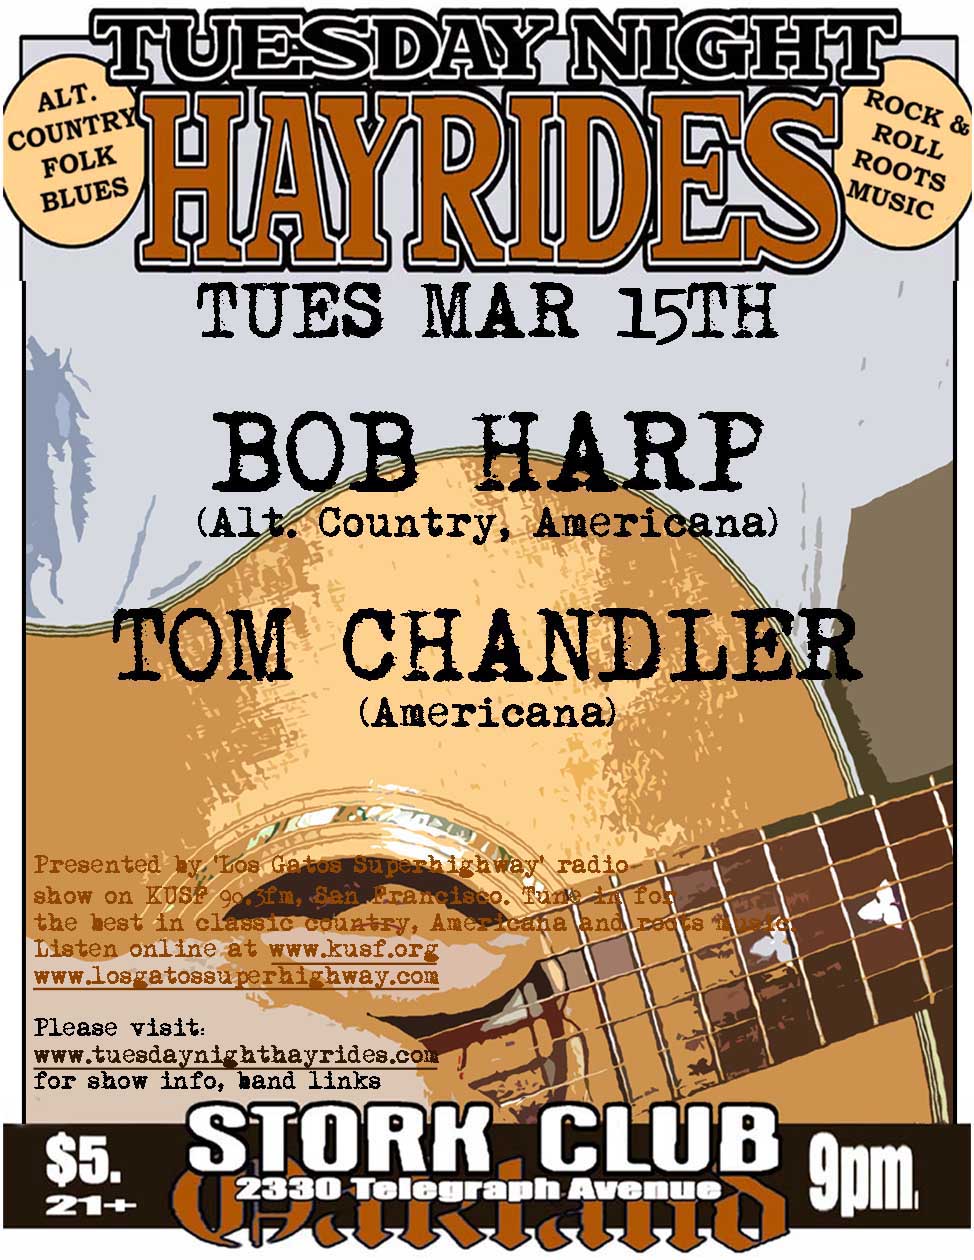 TUESDAY NIGHT
HAYRIDES
ALT.
COUNTRY
FOLK
BLUES
ROCK &
ROLL
ROOTS
MUSIC
TUES MAR 15TH
BOB HARP
(Alt. Country, Americana)
TOM CHANDLER
(Americana)
Presented by 'Los Gatos Superhighway' radio-
show on KUSF 90.3fm, San Francisco. Tune in for
the best in classic country, Americana and roots music.
Listen online at www.kusf.org
www.losgatossuperhighway.com
Please visit:
www.tuesdaynighthayrides.com
for show info, band links
$5.
21+
STORK CLUB
2330 Telegraph Avenue
Oakland
9pm.